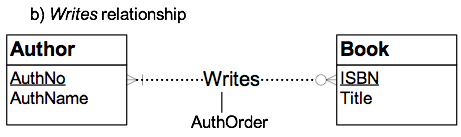 b) Writes relationship
Author
AuthNo
AuthName
Writes
AuthOrder
Book
ISBN
Title